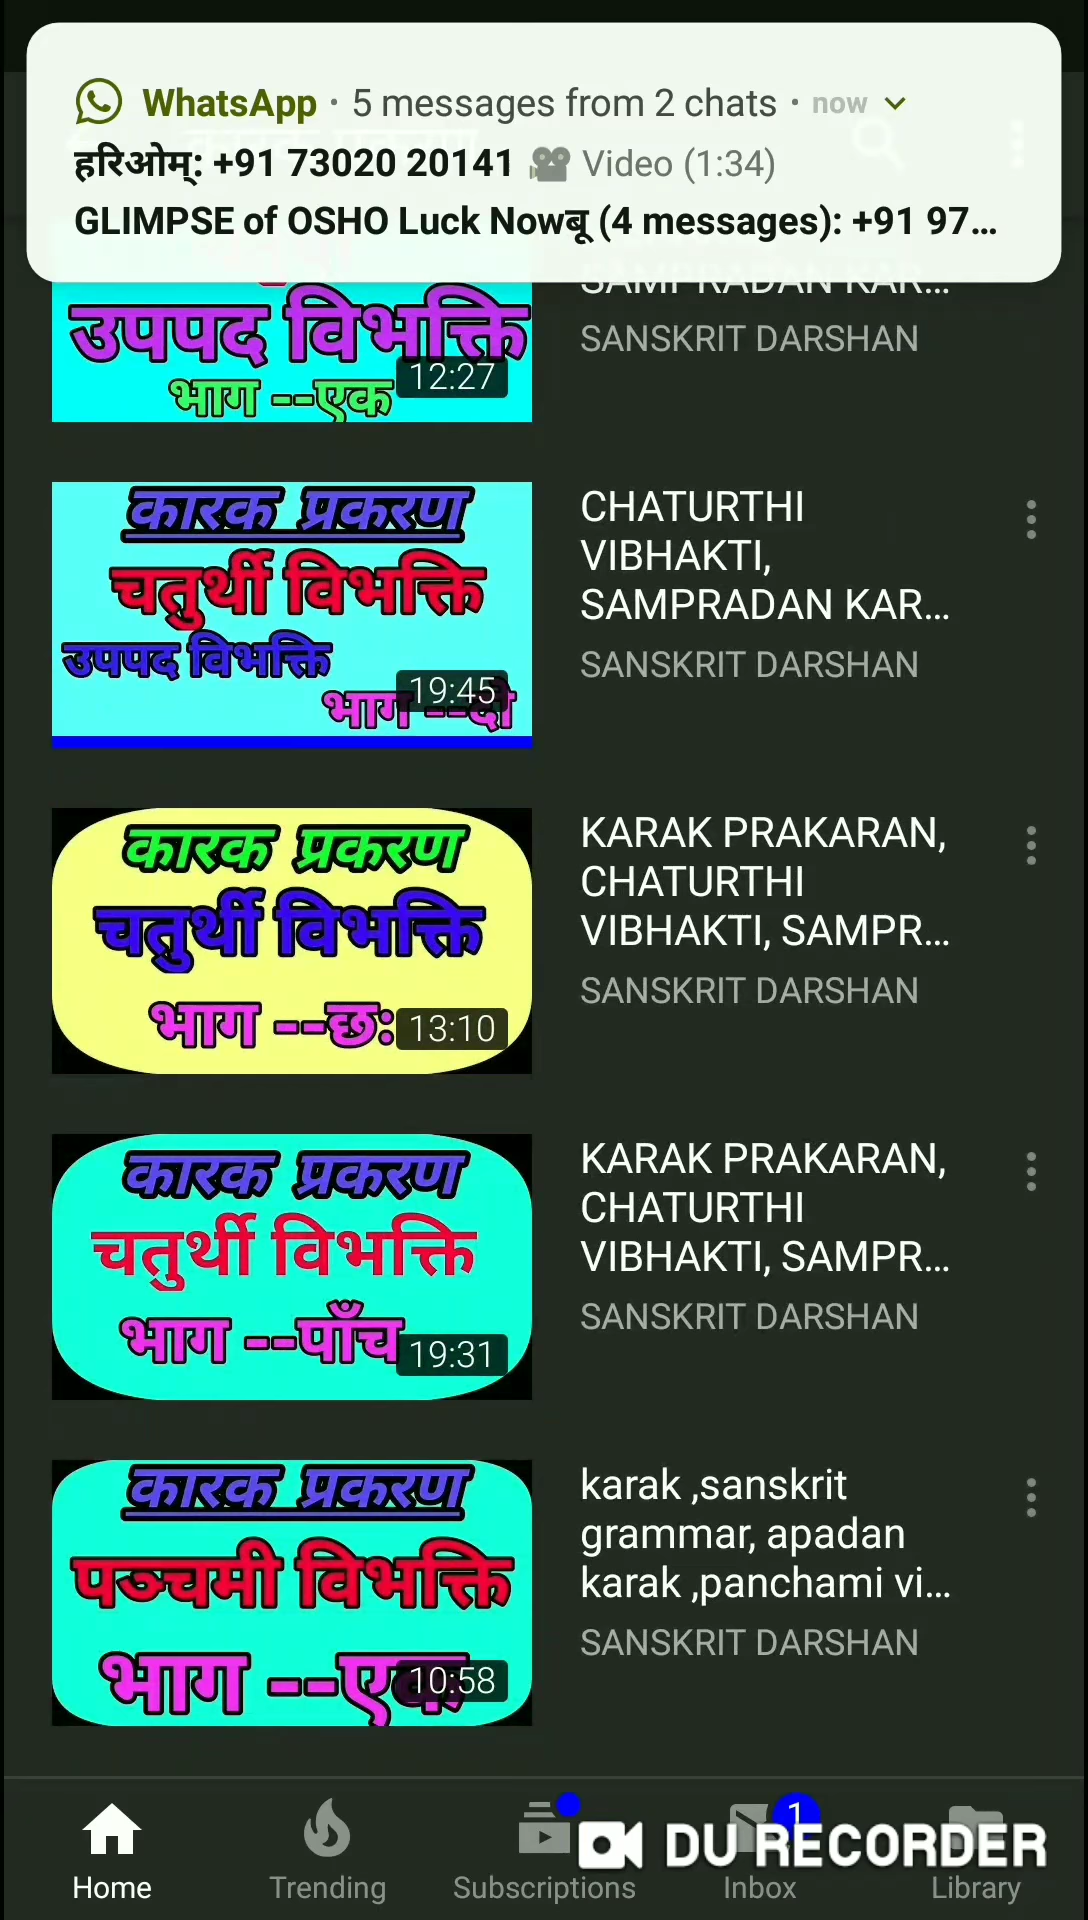 WhatsApp • 5 messages from 2 chats • now
हरिओम्: +91 73020 20141 🎥 Video (1:34)
GLIMPSE of OSHO Luck Nowबू (4 messages): +91 97...
उपपद विभक्ति
भाग --एक
12:27
SAMPRADAN KAR...
SANSKRIT DARSHAN
कारक प्रकरण
चतुर्थी विभक्ति
उपपद विभक्ति
भाग --दो
19:45
CHATURTHI
VIBHAKTI,
SAMPRADAN KAR...
SANSKRIT DARSHAN
कारक प्रकरण
चतुर्थी विभक्ति
भाग --छः
13:10
KARAK PRAKARAN,
CHATURTHI
VIBHAKTI, SAMPR...
SANSKRIT DARSHAN
कारक प्रकरण
चतुर्थी विभक्ति
भाग --पाँच
19:31
KARAK PRAKARAN,
CHATURTHI
VIBHAKTI, SAMPR...
SANSKRIT DARSHAN
कारक प्रकरण
पञ्चमी विभक्ति
भाग --एक
10:58
karak ,sanskrit
grammar, apadan
karak ,panchami vi...
SANSKRIT DARSHAN
1
DU RECORDER
Home Trending Subscriptions Inbox Library